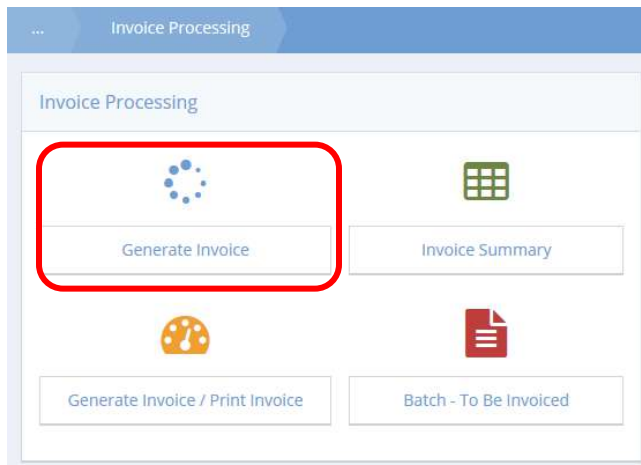 ... Invoice Processing
Invoice Processing
Generate Invoice
Invoice Summary
Generate Invoice / Print Invoice
Batch - To Be Invoiced